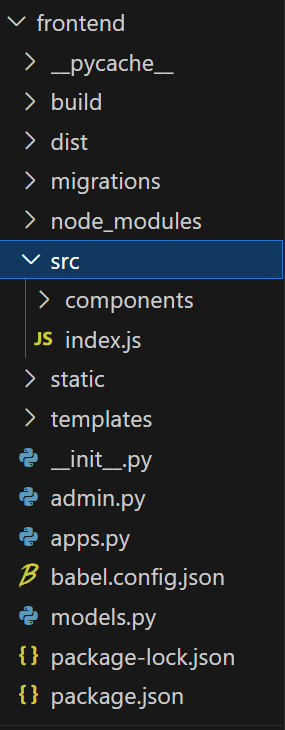 frontend
__pycache__
build
dist
migrations
node_modules
src
components
JS index.js
static
templates
__init__.py
admin.py
apps.py
babel.config.json
models.py
{} package-lock.json
{} package.json